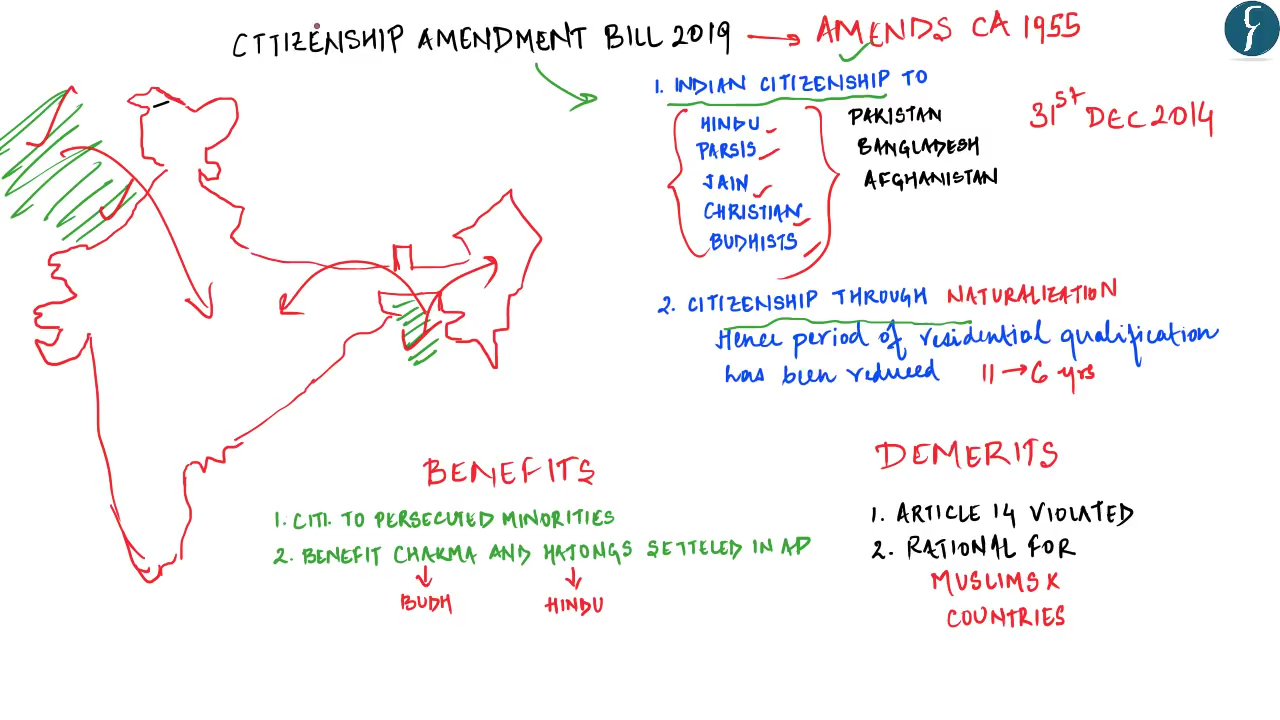 CTTIZENSHIP AMENDMENT BILL 2019 → AMENDS CA 1955
1. INDIAN CITIZENSHIP TO
HINDU
PARSIS
JAIN
CHRISTIAN
BUDHISTS
PAKISTAN
BANGLADESH
AFGHANISTAN
31ST DEC 2014
2. CITIZENSHIP THROUGH NATURALIZATION
Hence period of residential qualification
has been reduced 11 → 6 yrs
BENEFITS
1. CITI. TO PERSECUTED MINORITIES
2. BENEFIT CHAKMA AND HATONGS SETTELED IN AP
BUDH
HINDU
DEMERITS
1. ARTICLE 14 VIOLATED
2. RATIONAL FOR
MUSLIMS X
COUNTRIES